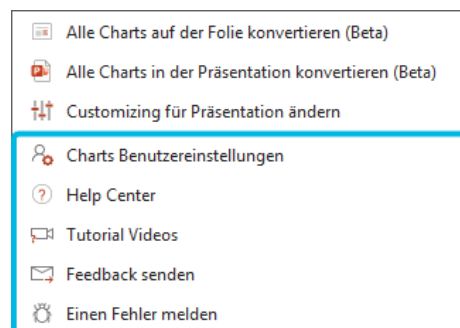 Alle Charts auf der Folie konvertieren (Beta)
Alle Charts in der Präsentation konvertieren (Beta)
Customizing für Präsentation ändern
Charts Benutzereinstellungen
Help Center
Tutorial Videos
Feedback senden
Einen Fehler melden